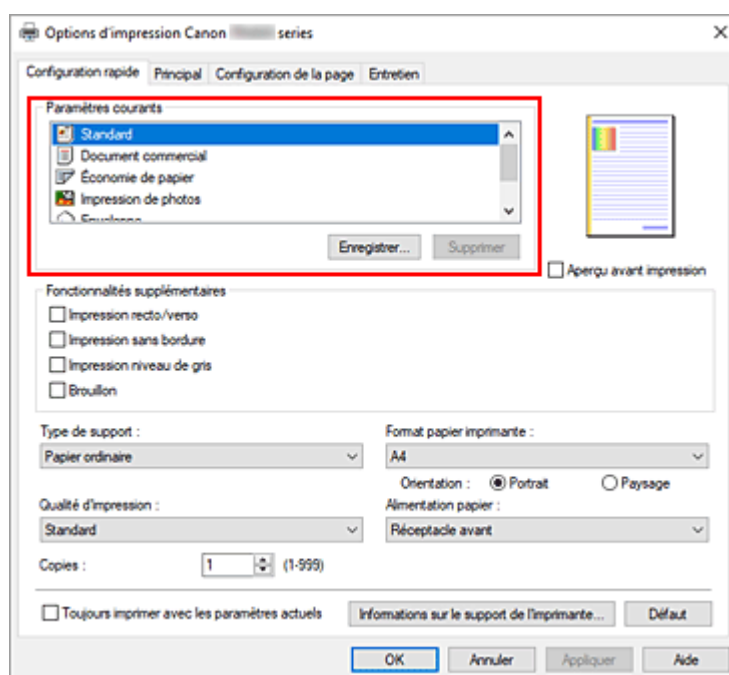 Options d'impression Canon series
Configuration rapide Principal Configuration de la page Entretien
Paramètres courants
Standard
Document commercial
Économie de papier
Impression de photos
Enregistrer... Supprimer
Aperçu avant impression
Fonctionnalités supplémentaires
Impression recto/verso
Impression sans bordure
Impression niveau de gris
Brouillon
Type de support :
Papier ordinaire
Format papier imprimante :
A4
Orientation : Portrait Paysage
Qualité d'impression :
Standard
Alimentation papier :
Réceptacle avant
Copies : 1 (1-999)
Toujours imprimer avec les paramètres actuels Informations sur le support de l'imprimante... Défaut
OK Annuler Appliquer Aide